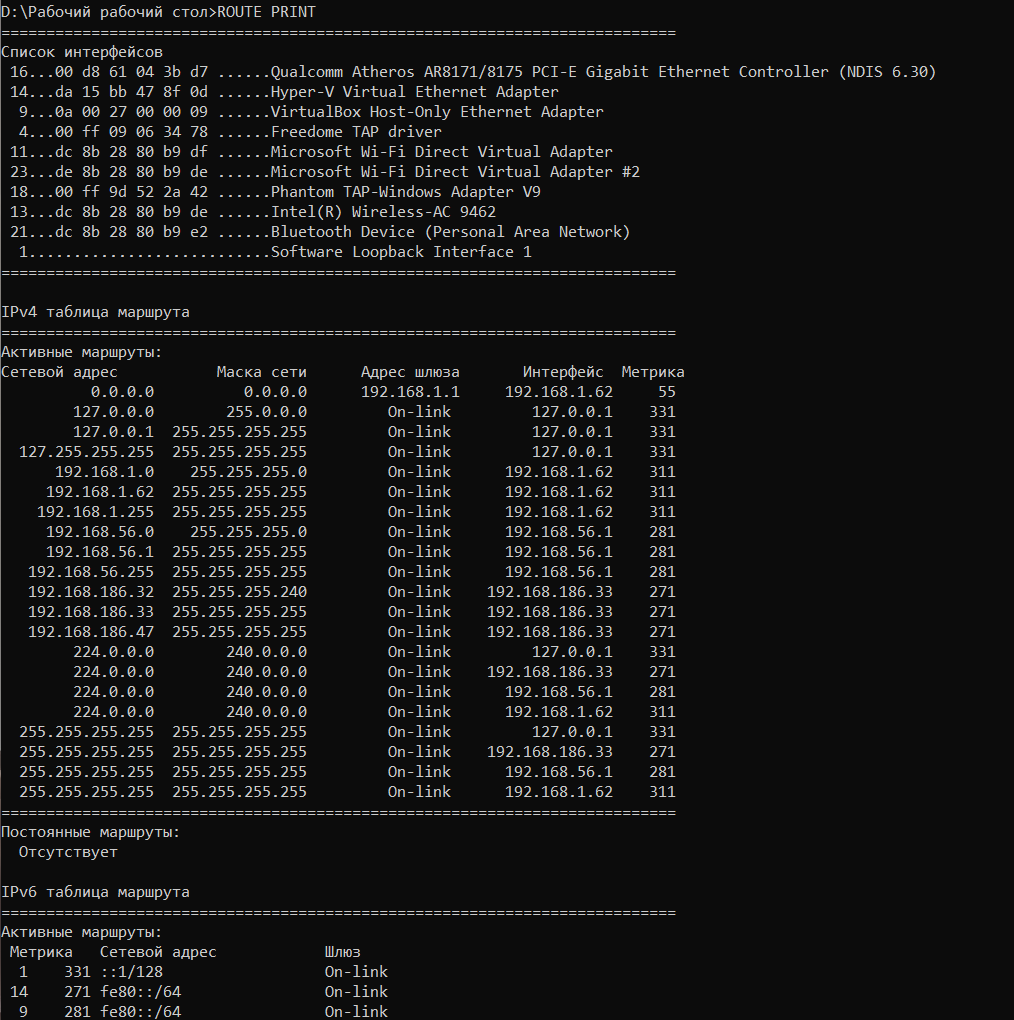 D:\Рабочий рабочий стол>ROUTE PRINT
===========================================================================
Список интерфейсов
 16...00 d8 61 04 3b d7 ......Qualcomm Atheros AR8171/8175 PCI-E Gigabit Ethernet Controller (NDIS 6.30)
 14...da 15 bb 47 8f 0d ......Hyper-V Virtual Ethernet Adapter
  9...0a 00 27 00 00 09 ......VirtualBox Host-Only Ethernet Adapter
  4...00 ff 09 06 34 78 ......Freedome TAP driver
 11...dc 8b 28 80 b9 df ......Microsoft Wi-Fi Direct Virtual Adapter
 23...de 8b 28 80 b9 de ......Microsoft Wi-Fi Direct Virtual Adapter #2
 18...00 ff 9d 52 2a 42 ......Phantom TAP-Windows Adapter V9
 13...dc 8b 28 80 b9 de ......Intel(R) Wireless-AC 9462
 21...dc 8b 28 80 b9 e2 ......Bluetooth Device (Personal Area Network)
  1...........................Software Loopback Interface 1
===========================================================================

IPv4 таблица маршрута
===========================================================================
Активные маршруты:
Сетевой адрес           Маска сети      Адрес шлюза       Интерфейс  Метрика
          0.0.0.0          0.0.0.0      192.168.1.1     192.168.1.62     55
        127.0.0.0        255.0.0.0         On-link         127.0.0.1    331
        127.0.0.1  255.255.255.255         On-link         127.0.0.1    331
  127.255.255.255  255.255.255.255         On-link         127.0.0.1    331
      192.168.1.0    255.255.255.0         On-link      192.168.1.62    311
     192.168.1.62  255.255.255.255         On-link      192.168.1.62    311
    192.168.1.255  255.255.255.255         On-link      192.168.1.62    311
     192.168.56.0    255.255.255.0         On-link      192.168.56.1    281
     192.168.56.1  255.255.255.255         On-link      192.168.56.1    281
   192.168.56.255  255.255.255.255         On-link      192.168.56.1    281
   192.168.186.32  255.255.255.240         On-link    192.168.186.33    271
   192.168.186.33  255.255.255.255         On-link    192.168.186.33    271
   192.168.186.47  255.255.255.255         On-link    192.168.186.33    271
        224.0.0.0        240.0.0.0         On-link         127.0.0.1    331
        224.0.0.0        240.0.0.0         On-link    192.168.186.33    271
        224.0.0.0        240.0.0.0         On-link      192.168.56.1    281
        224.0.0.0        240.0.0.0         On-link      192.168.1.62    311
  255.255.255.255  255.255.255.255         On-link         127.0.0.1    331
  255.255.255.255  255.255.255.255         On-link    192.168.186.33    271
  255.255.255.255  255.255.255.255         On-link      192.168.56.1    281
  255.255.255.255  255.255.255.255         On-link      192.168.1.62    311
===========================================================================
Постоянные маршруты:
  Отсутствует

IPv6 таблица маршрута
===========================================================================
Активные маршруты:
 Метрика   Сетевой адрес            Шлюз
  1    331 ::1/128                  On-link
 14    271 fe80::/64                On-link
  9    281 fe80::/64                On-link